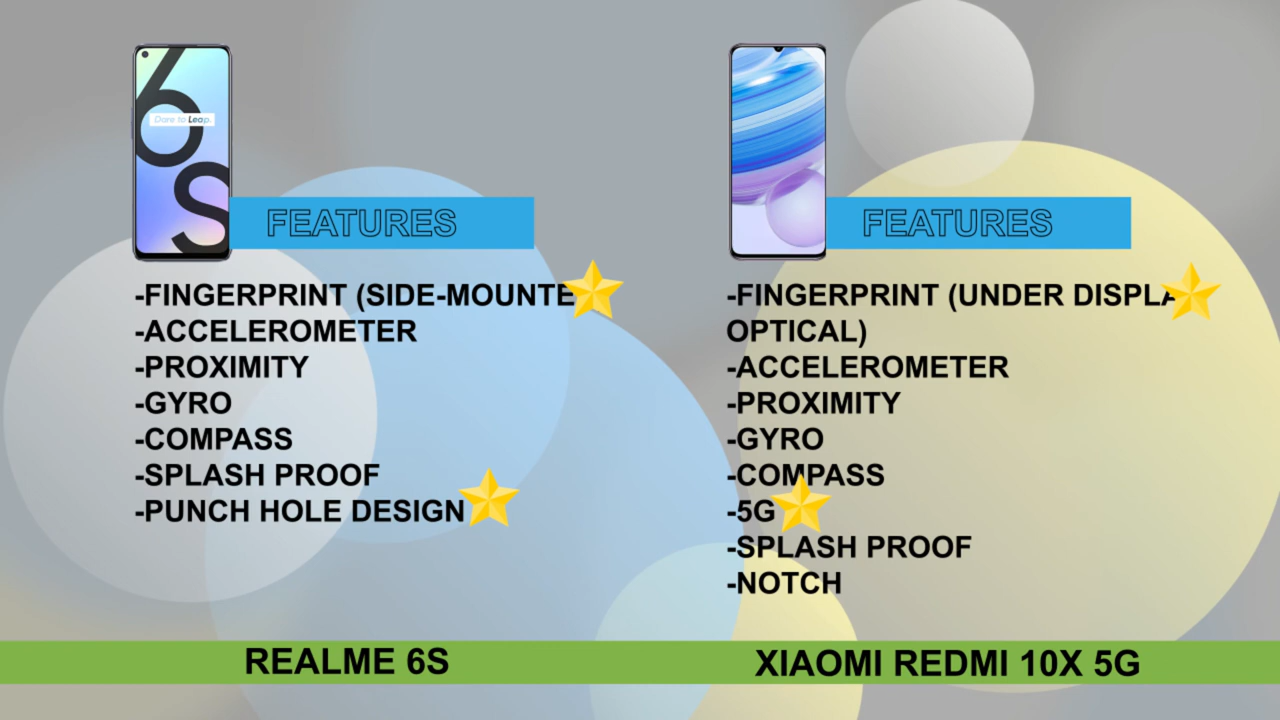 6
Dare to Leap.
S
FEATURES
-FINGERPRINT (SIDE-MOUNTE
-ACCELEROMETER
-PROXIMITY
-GYRO
-COMPASS
-SPLASH PROOF
-PUNCH HOLE DESIGN
REALME 6S
FEATURES
-FINGERPRINT (UNDER DISPLA
OPTICAL)
-ACCELEROMETER
-PROXIMITY
-GYRO
-COMPASS
-5G
-SPLASH PROOF
-NOTCH
XIAOMI REDMI 10X 5G